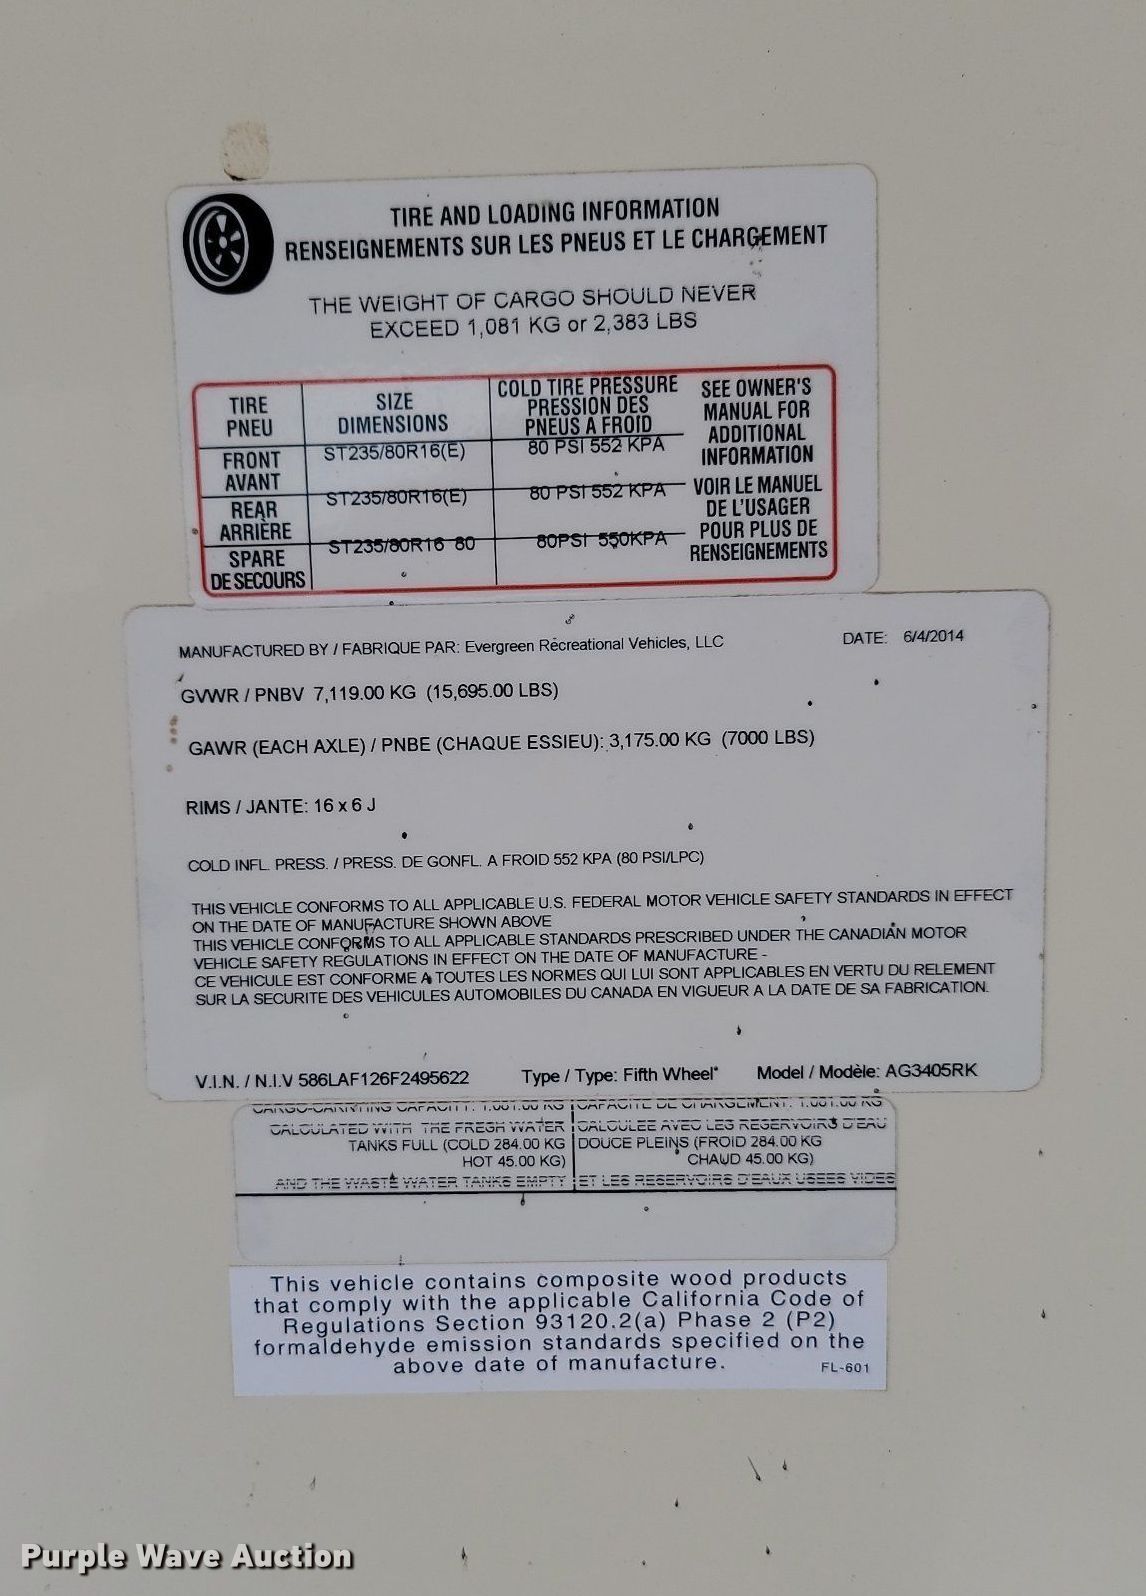 TIRE AND LOADING INFORMATION
RENSEIGNEMENTS SUR LES PNEUS ET LE CHARGEMENT
THE WEIGHT OF CARGO SHOULD NEVER
EXCEED 1,081 KG or 2,383 LBS
TIRE
PNEU
SIZE
DIMENSIONS
COLD TIRE PRESSURE
PRESSION DES
PNEUS A FROID
FRONT
AVANT
ST235/80R16(E)
80 PSI 552 KPA
REAR
ARRIÈRE
ST235/80R16(E)
80 PSI 552 KPA
SPARE
DE SECOURS
ST235/80R16 80
80PSI 550KPA
SEE OWNER'S
MANUAL FOR
ADDITIONAL
INFORMATION
VOIR LE MANUEL
DE L'USAGER
POUR PLUS DE
RENSEIGNEMENTS
MANUFACTURED BY / FABRIQUE PAR: Evergreen Recreational Vehicles, LLC DATE: 6/4/2014
GVWR / PNBV 7,119.00 KG (15,695.00 LBS)
GAWR (EACH AXLE) / PNBE (CHAQUE ESSIEU): 3,175.00 KG (7000 LBS)
RIMS / JANTE: 16 x 6 J
COLD INFL. PRESS. / PRESS. DE GONFL. A FROID 552 KPA (80 PSI/LPC)
THIS VEHICLE CONFORMS TO ALL APPLICABLE U.S. FEDERAL MOTOR VEHICLE SAFETY STANDARDS IN EFFECT
ON THE DATE OF MANUFACTURE SHOWN ABOVE
THIS VEHICLE CONFORMS TO ALL APPLICABLE STANDARDS PRESCRIBED UNDER THE CANADIAN MOTOR
VEHICLE SAFETY REGULATIONS IN EFFECT ON THE DATE OF MANUFACTURE -
CE VEHICULE EST CONFORME A TOUTES LES NORMES QUI LUI SONT APPLICABLES EN VERTU DU RELEMENT
SUR LA SECURITE DES VEHICULES AUTOMOBILES DU CANADA EN VIGUEUR A LA DATE DE SA FABRICATION.
V.I.N. / N.I.V 586LAF126F2495622 Type / Type: Fifth Wheel* Model / Modèle: AG3405RK
CARGO-CARRYING CAPACITY: 1.081.00 KG
CALCULATED WITH THE FRESH WATER
TANKS FULL (COLD 284.00 KG
HOT 45.00 KG)
AND THE WASTE WATER TANKS EMPTY
CAPACITE DE CHARGEMENT: 1.081.00 KG
CALCULEE AVEC LES RESERVOIRS D'EAU
DOUCE PLEINS (FROID 284.00 KG
CHAUD 45.00 KG)
ET LES RESERVOIRS D'EAUX USEES VIDES
This vehicle contains composite wood products
that comply with the applicable California Code of
Regulations Section 93120.2(a) Phase 2 (P2)
formaldehyde emission standards specified on the
above date of manufacture.
FL-601
Purple Wave Auction